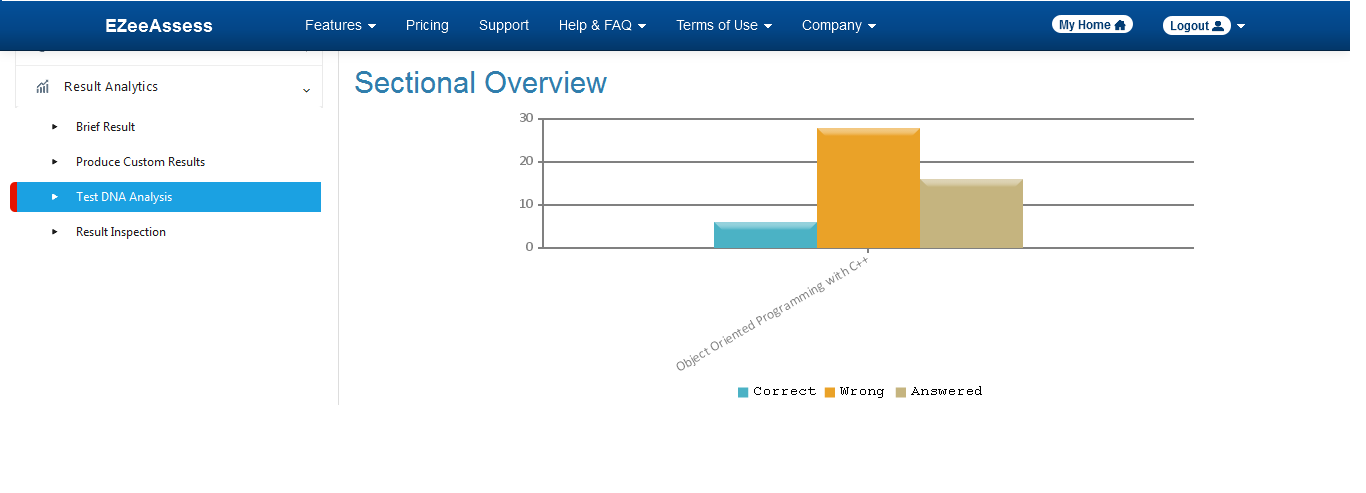 EZeeAssess Features Pricing Support Help & FAQ Terms of Use Company My Home Logout
Result Analytics
Brief Result
Produce Custom Results
Test DNA Analysis
Result Inspection
Sectional Overview
30
20
10
0
Object Oriented Programming with C++
Correct Wrong Answered